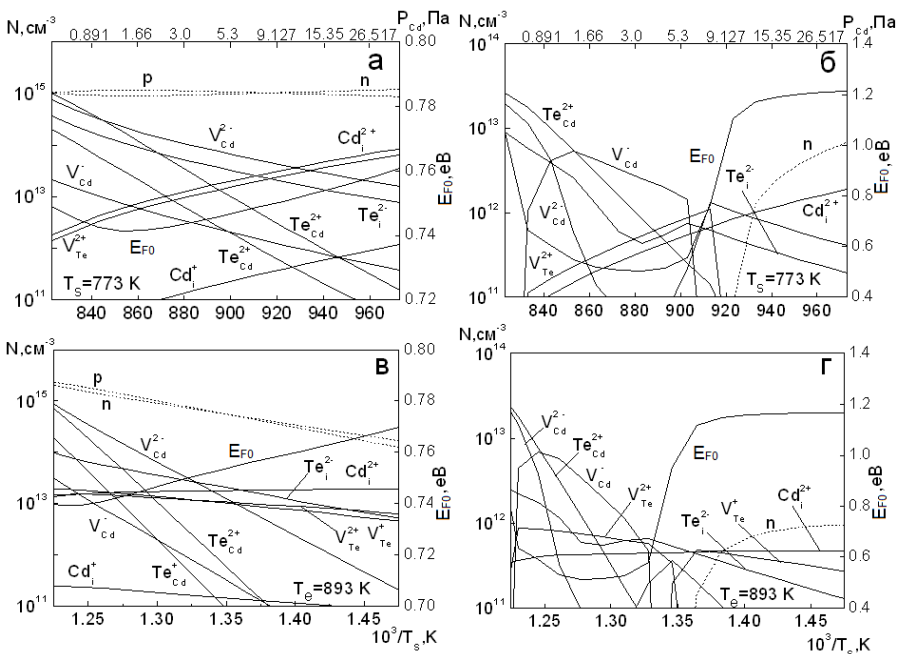 N,см⁻³
P_Cd,Па
0.891 1.66 3.0 5.3 9.127 15.35 26.517
а
10¹⁵
10¹³
10¹¹
0.80
0.78
0.76
0.74
0.72
E_F0,eB
p
n
V_Cd^2-
Cd_i^2+
V_Cd^-
V_Te^2+
E_F0
Cd_i^+
Te_Cd^2+
Te_Cd^2+
Te_i^2-
T_S=773 K
840 860 880 900 920 940 960
N,см⁻³
P_Cd,Па
0.891 1.66 3.0 5.3 9.127 15.35 26.517
б
10¹⁴
10¹³
10¹²
10¹¹
1.4
1.2
1.0
0.8
0.6
0.4
E_F0,eB
Te_Cd^2+
V_Cd^-
E_F0
n
Te_i^2-
V_Cd^2-
Cd_i^2+
V_Te^2+
T_S=773 K
840 860 880 900 920 940 960
N,см⁻³
в
10¹⁵
10¹³
10¹¹
0.80
0.78
0.76
0.74
0.72
0.70
E_F0,eB
p
n
V_Cd^2-
E_F0
Te_i^2-
Cd_i^2+
V_Cd^-
Te_Cd^2+
V_Te^2+
V_Te^+
Cd_i^+
Te_Cd^+
T_e=893 K
1.25 1.30 1.35 1.40 1.45
10³/T_S,K
N,см⁻³
г
10¹⁴
10¹³
10¹²
10¹¹
1.4
1.2
1.0
0.8
0.6
0.4
E_F0,eB
V_Cd^2-
Te_Cd^2+
E_F0
V_Cd^-
V_Te^2+
Te_i^2-
V_Te^+
Cd_i^2+
n
T_e=893 K
1.25 1.30 1.35 1.40 1.45
10³/T_S,K